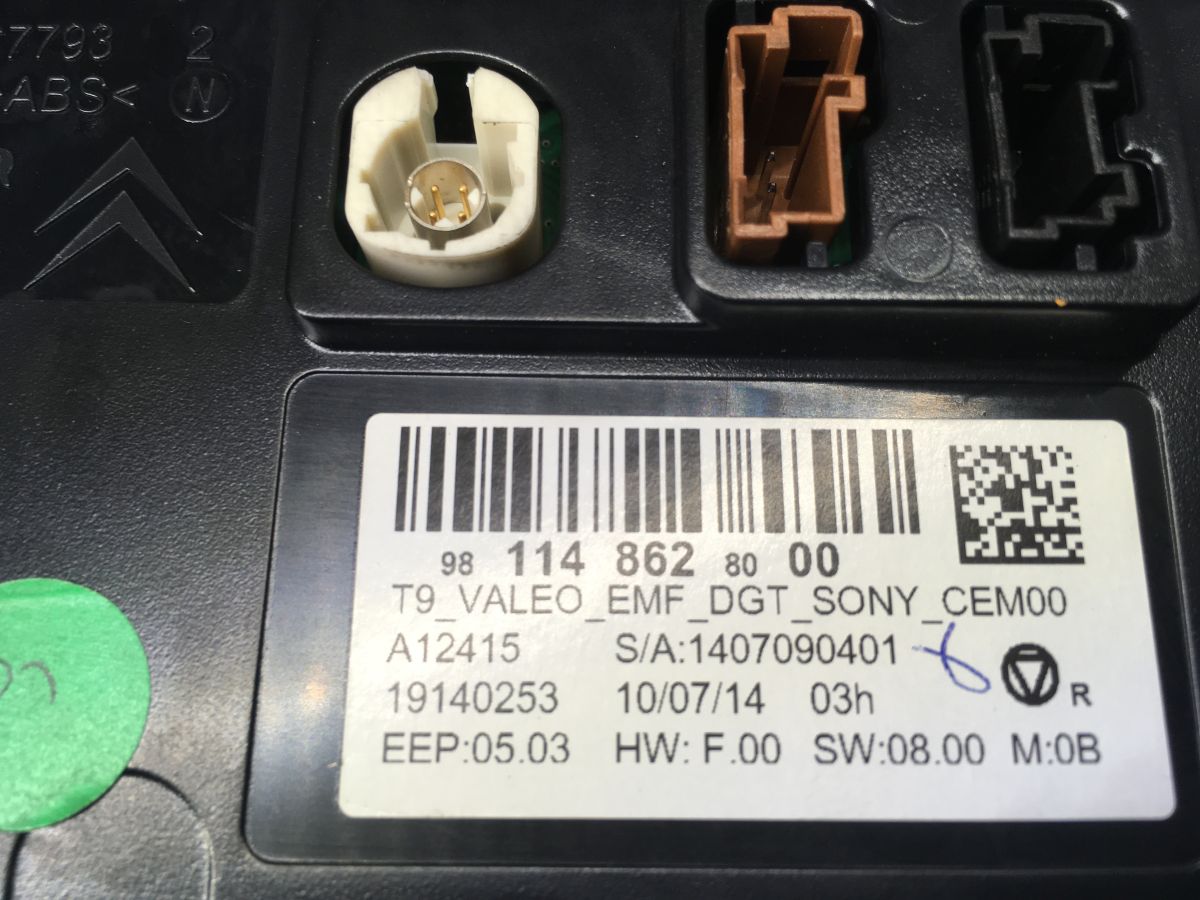 7793 2
>ABS< N
R
98 114 862 80 00
T9_VALEO_EMF_DGT_SONY_CEM00
A12415 S/A:1407090401
19140253 10/07/14 03h
R
EEP:05.03 HW: F.00 SW:08.00 M:0B